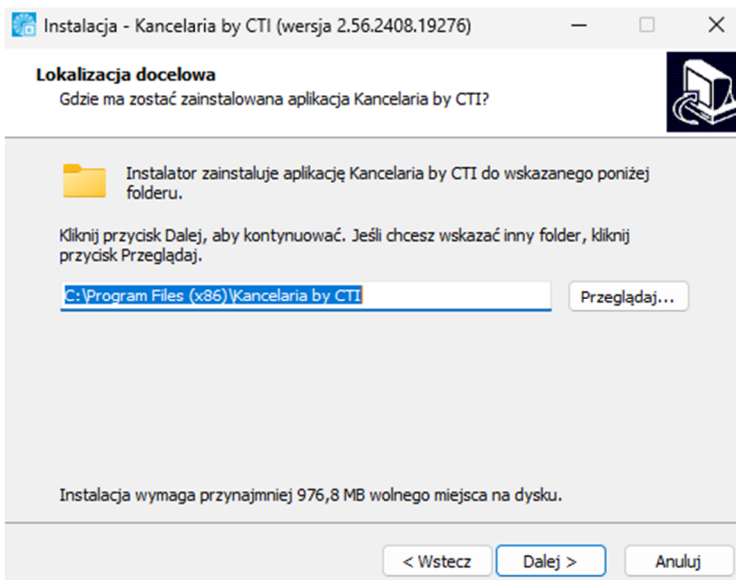 Instalacja - Kancelaria by CTI (wersja 2.56.2408.19276)
Lokalizacja docelowa
Gdzie ma zostać zainstalowana aplikacja Kancelaria by CTI?
Instalator zainstaluje aplikację Kancelaria by CTI do wskazanego poniżej
folderu.
Kliknij przycisk Dalej, aby kontynuować. Jeśli chcesz wskazać inny folder, kliknij
przycisk Przeglądaj.
C:\Program Files (x86)\Kancelaria by CTI
Przeglądaj...
Instalacja wymaga przynajmniej 976,8 MB wolnego miejsca na dysku.
< Wstecz
Dalej >
Anuluj